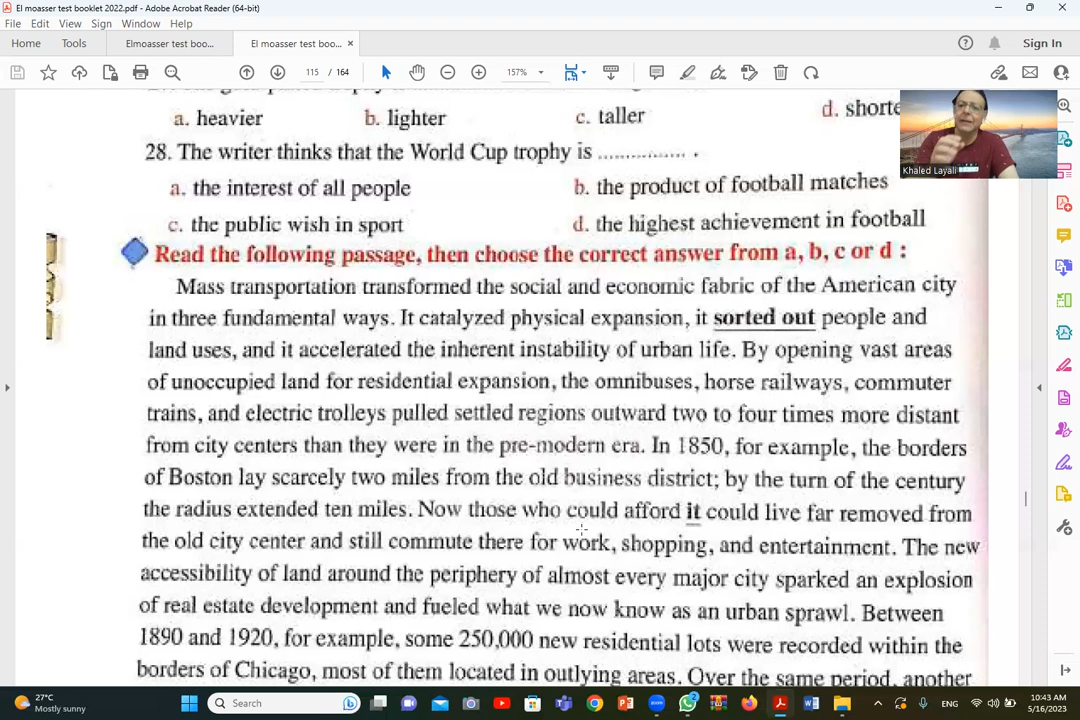 El moasser test booklet 2022.pdf - Adobe Acrobat Reader (64-bit)
File Edit View Sign Window Help
Home Tools Elmoasser test boo... El moasser test boo... × Sign In
115 / 164 157%
a. heavier b. lighter c. taller d. shorte
28. The writer thinks that the World Cup trophy is ................ .
a. the interest of all people b. the product of football matches
c. the public wish in sport d. the highest achievement in football
Khaled Layali
Read the following passage, then choose the correct answer from a, b, c or d :
Mass transportation transformed the social and economic fabric of the American city
in three fundamental ways. It catalyzed physical expansion, it sorted out people and
land uses, and it accelerated the inherent instability of urban life. By opening vast areas
of unoccupied land for residential expansion, the omnibuses, horse railways, commuter
trains, and electric trolleys pulled settled regions outward two to four times more distant
from city centers than they were in the pre-modern era. In 1850, for example, the borders
of Boston lay scarcely two miles from the old business district; by the turn of the century
the radius extended ten miles. Now those who could afford it could live far removed from
the old city center and still commute there for work, shopping, and entertainment. The new
accessibility of land around the periphery of almost every major city sparked an explosion
of real estate development and fueled what we now know as an urban sprawl. Between
1890 and 1920, for example, some 250,000 new residential lots were recorded within the
borders of Chicago, most of them located in outlying areas. Over the same period, another
27°C
Mostly sunny
Search
2
ENG
10:43 AM
5/16/2023